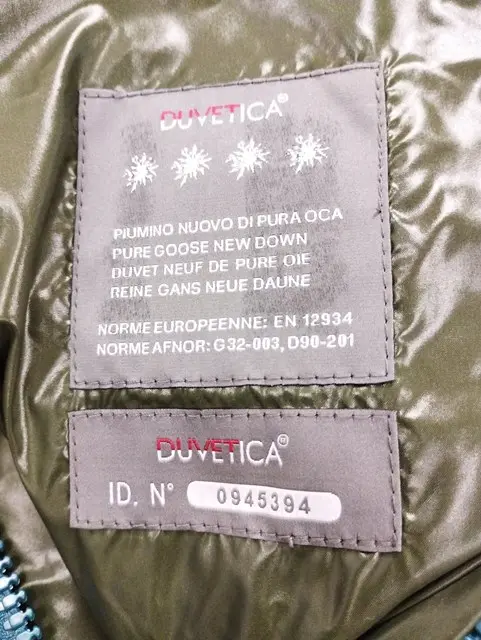 DUVETICA®
PIUMINO NUOVO DI PURA OCA
PURE GOOSE NEW DOWN
DUVET NEUF DE PURE OIE
REINE GANS NEUE DAUNE
NORME EUROPEENNE: EN 12934
NORME AFNOR: G32-003, D90-201
DUVETICA®
ID. N° 0945394